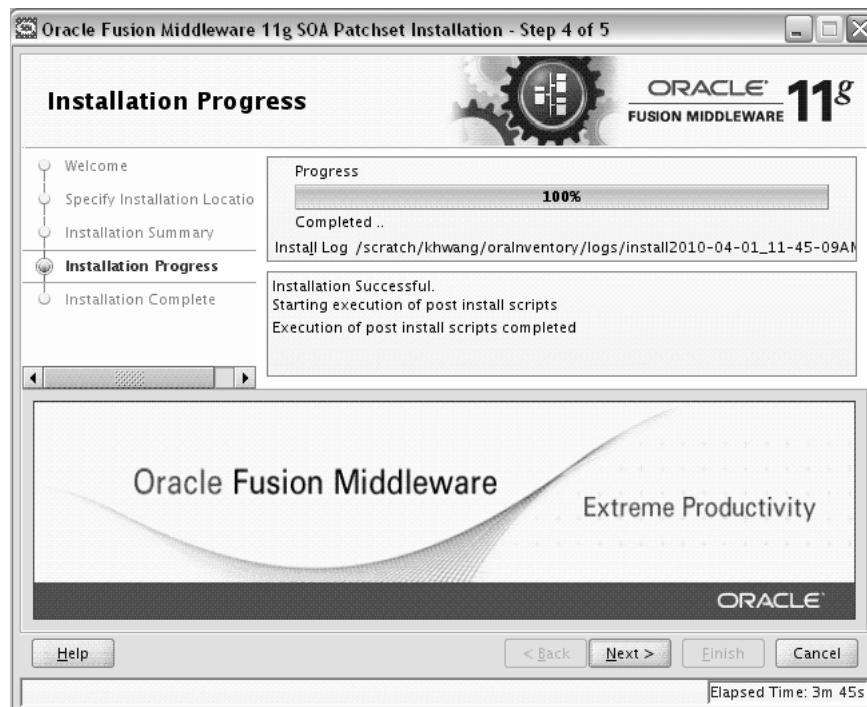 Oracle Fusion Middleware 11g SOA Patchset Installation - Step 4 of 5
Installation Progress
ORACLE
FUSION MIDDLEWARE
11g
Welcome
Specify Installation Locatio
Installation Summary
Installation Progress
Installation Complete
Progress
100%
Completed ..
Install Log /scratch/khwang/oraInventory/logs/install2010-04-01_11-45-09AM
Installation Successful.
Starting execution of post install scripts
Execution of post install scripts completed
Oracle Fusion Middleware
Extreme Productivity
ORACLE
Help
< Back
Next >
Finish
Cancel
Elapsed Time: 3m 45s